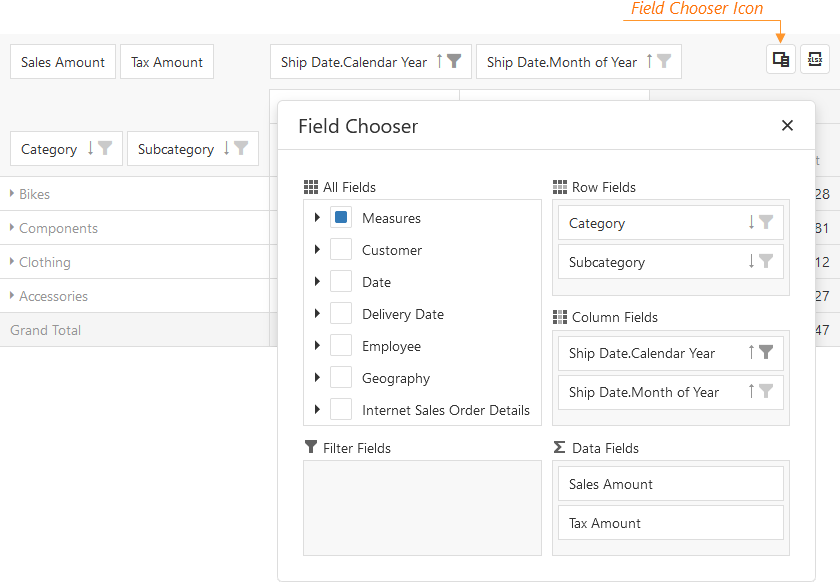 Field Chooser Icon
Sales Amount Tax Amount Ship Date.Calendar Year Ship Date.Month of Year xlsx
Field Chooser
Category Subcategory
All Fields Row Fields
Bikes Measures Category 28
Customer
Components Subcategory 81
Clothing Date 12
Accessories Delivery Date Column Fields 27
Grand Total Employee Ship Date.Calendar Year 47
Geography Ship Date.Month of Year
Internet Sales Order Details
Filter Fields Data Fields
Sales Amount
Tax Amount